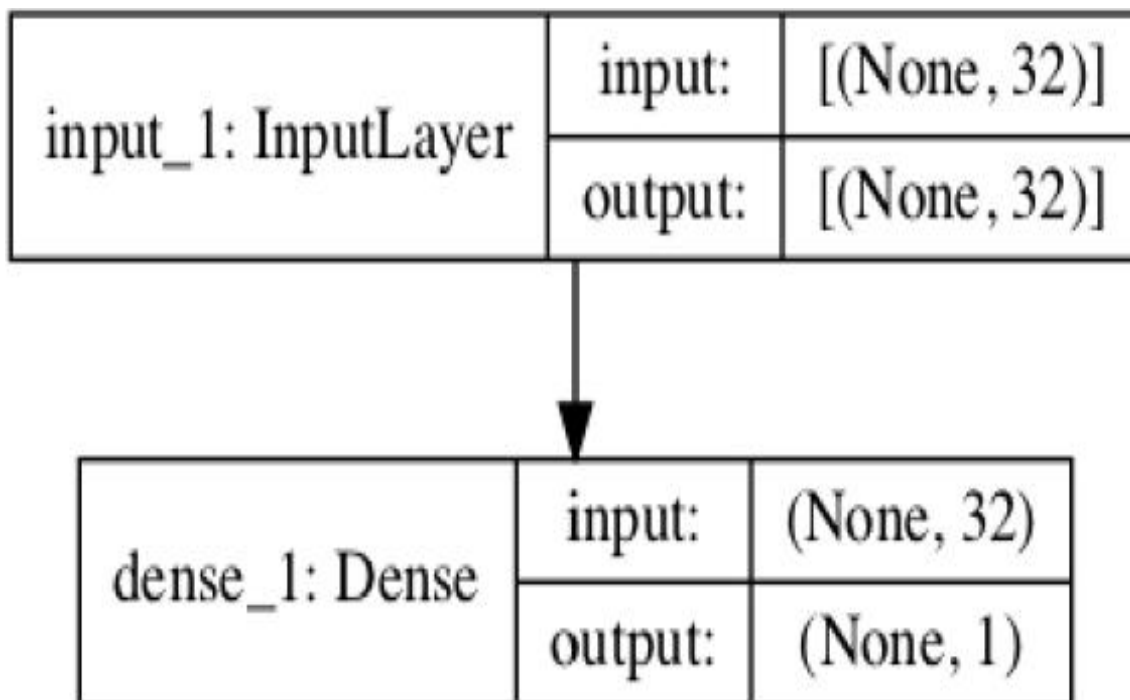 input_1: InputLayer
input: [(None, 32)]
output: [(None, 32)]
dense_1: Dense
input: (None, 32)
output: (None, 1)